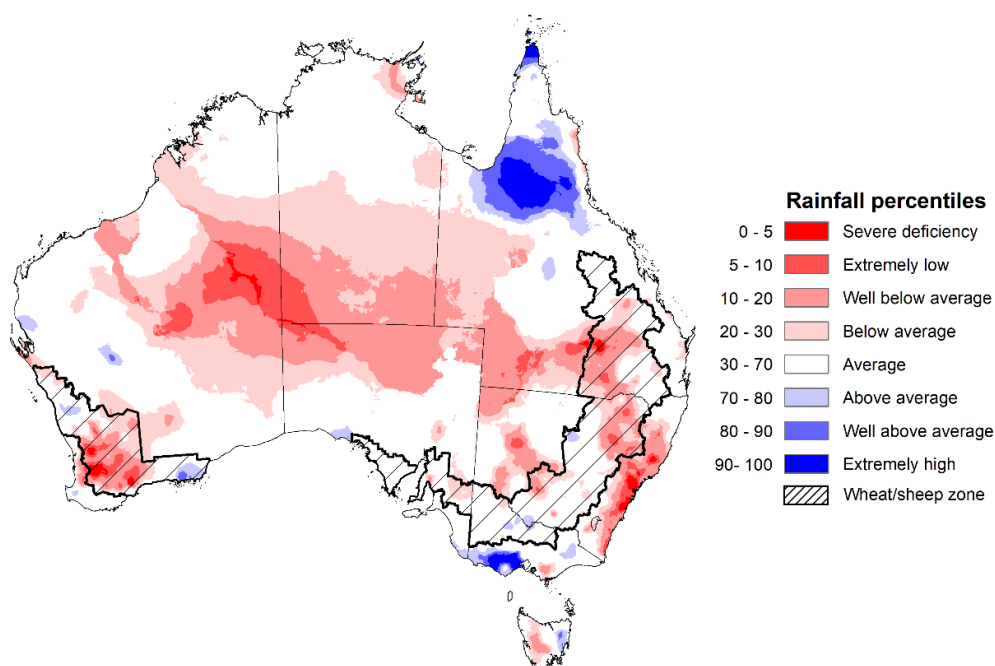 Rainfall percentiles
0 - 5 Severe deficiency
5 - 10 Extremely low
10 - 20 Well below average
20 - 30 Below average
30 - 70 Average
70 - 80 Above average
80 - 90 Well above average
90- 100 Extremely high
Wheat/sheep zone